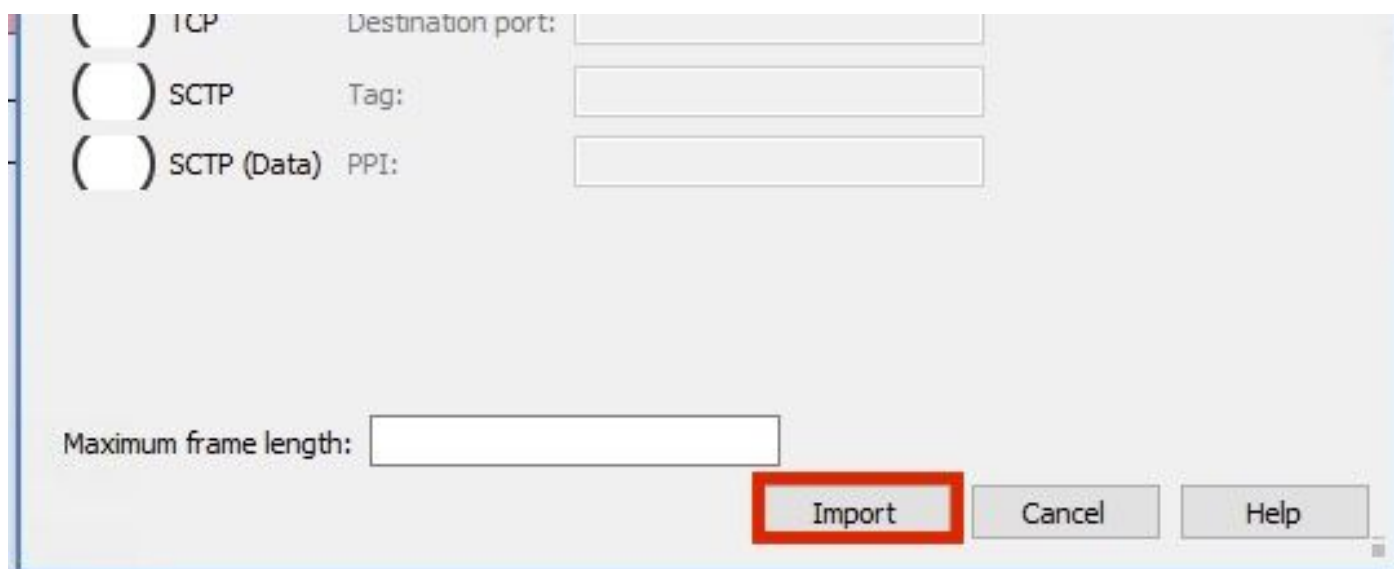 TCP Destination port:
SCTP Tag:
SCTP (Data) PPI:
Maximum frame length:
Import Cancel Help